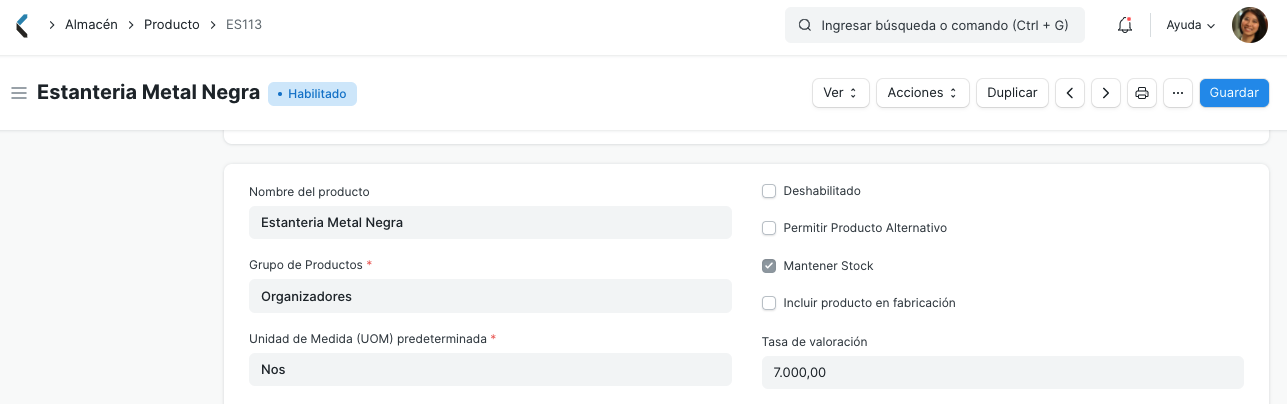 Almacén Producto ES113
Ingresar búsqueda o comando (Ctrl + G)
Ayuda
Estanteria Metal Negra
Habilitado
Ver
Acciones
Duplicar
Guardar
Nombre del producto
Estanteria Metal Negra
Grupo de Productos *
Organizadores
Unidad de Medida (UOM) predeterminada *
Nos
Deshabilitado
Permitir Producto Alternativo
Mantener Stock
Incluir producto en fabricación
Tasa de valoración
7.000,00